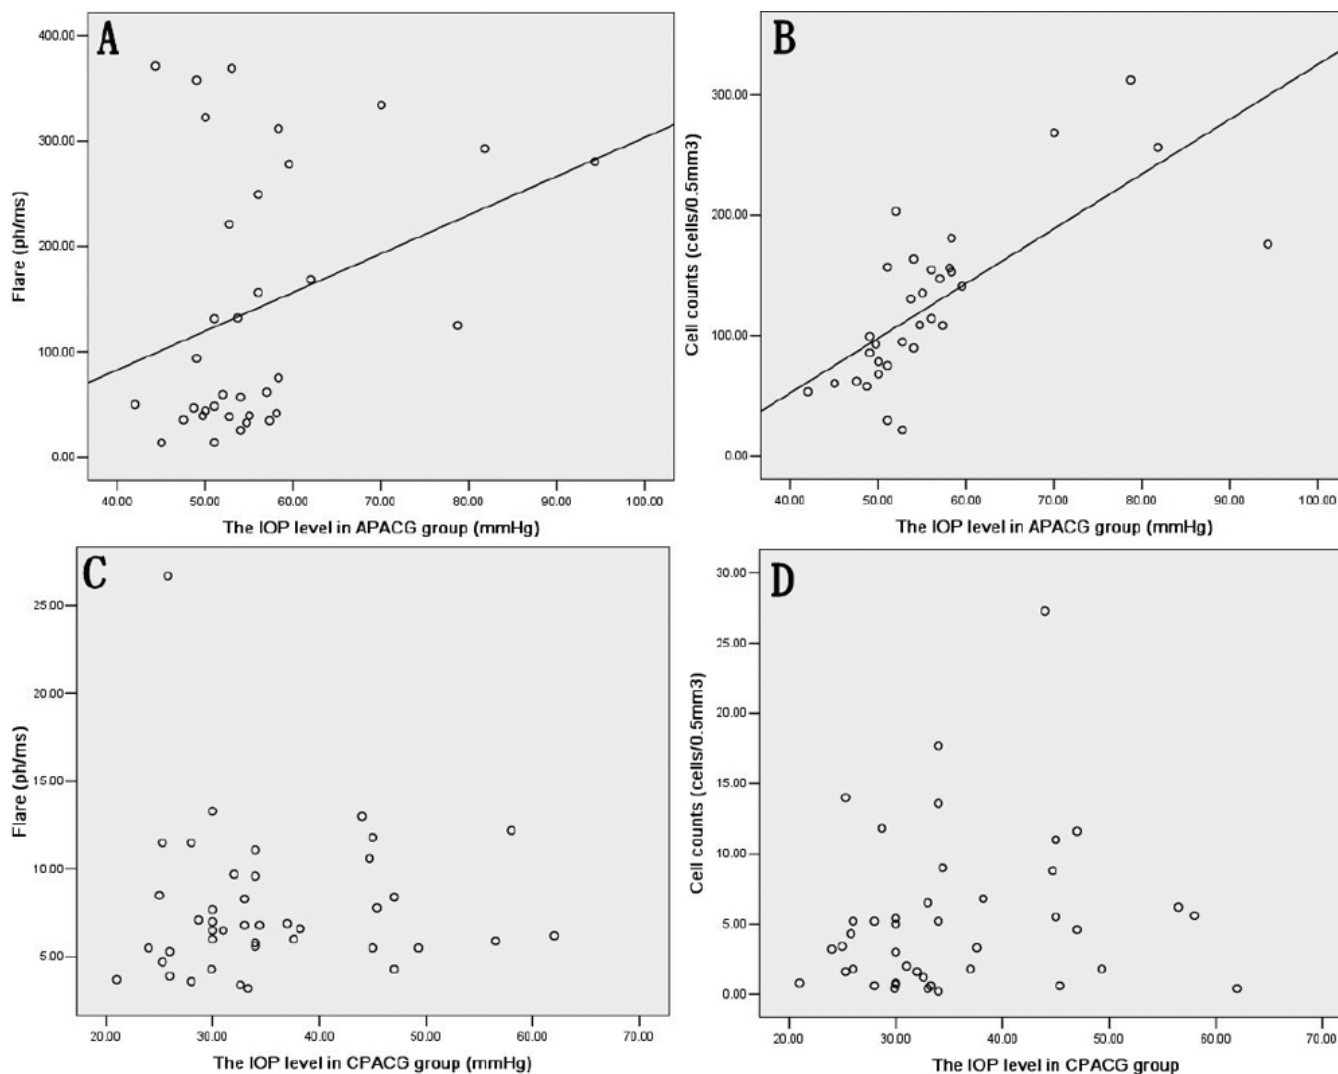 A
400.00
300.00
200.00
100.00
0.00
Flare (ph/ms)
40.00 50.00 60.00 70.00 80.00 90.00 100.00
The IOP level in APACG group (mmHg)
B
300.00
200.00
100.00
0.00
Cell counts (cells/0.5mm3)
40.00 50.00 60.00 70.00 80.00 90.00 100.00
The IOP level in APACG group (mmHg)
C
25.00
20.00
15.00
10.00
5.00
Flare (ph/ms)
20.00 30.00 40.00 50.00 60.00 70.00
The IOP level in CPACG group (mmHg)
D
30.00
25.00
20.00
15.00
10.00
5.00
0.00
Cell counts (cells/0.5mm3)
20.00 30.00 40.00 50.00 60.00 70.00
The IOP level in CPACG group